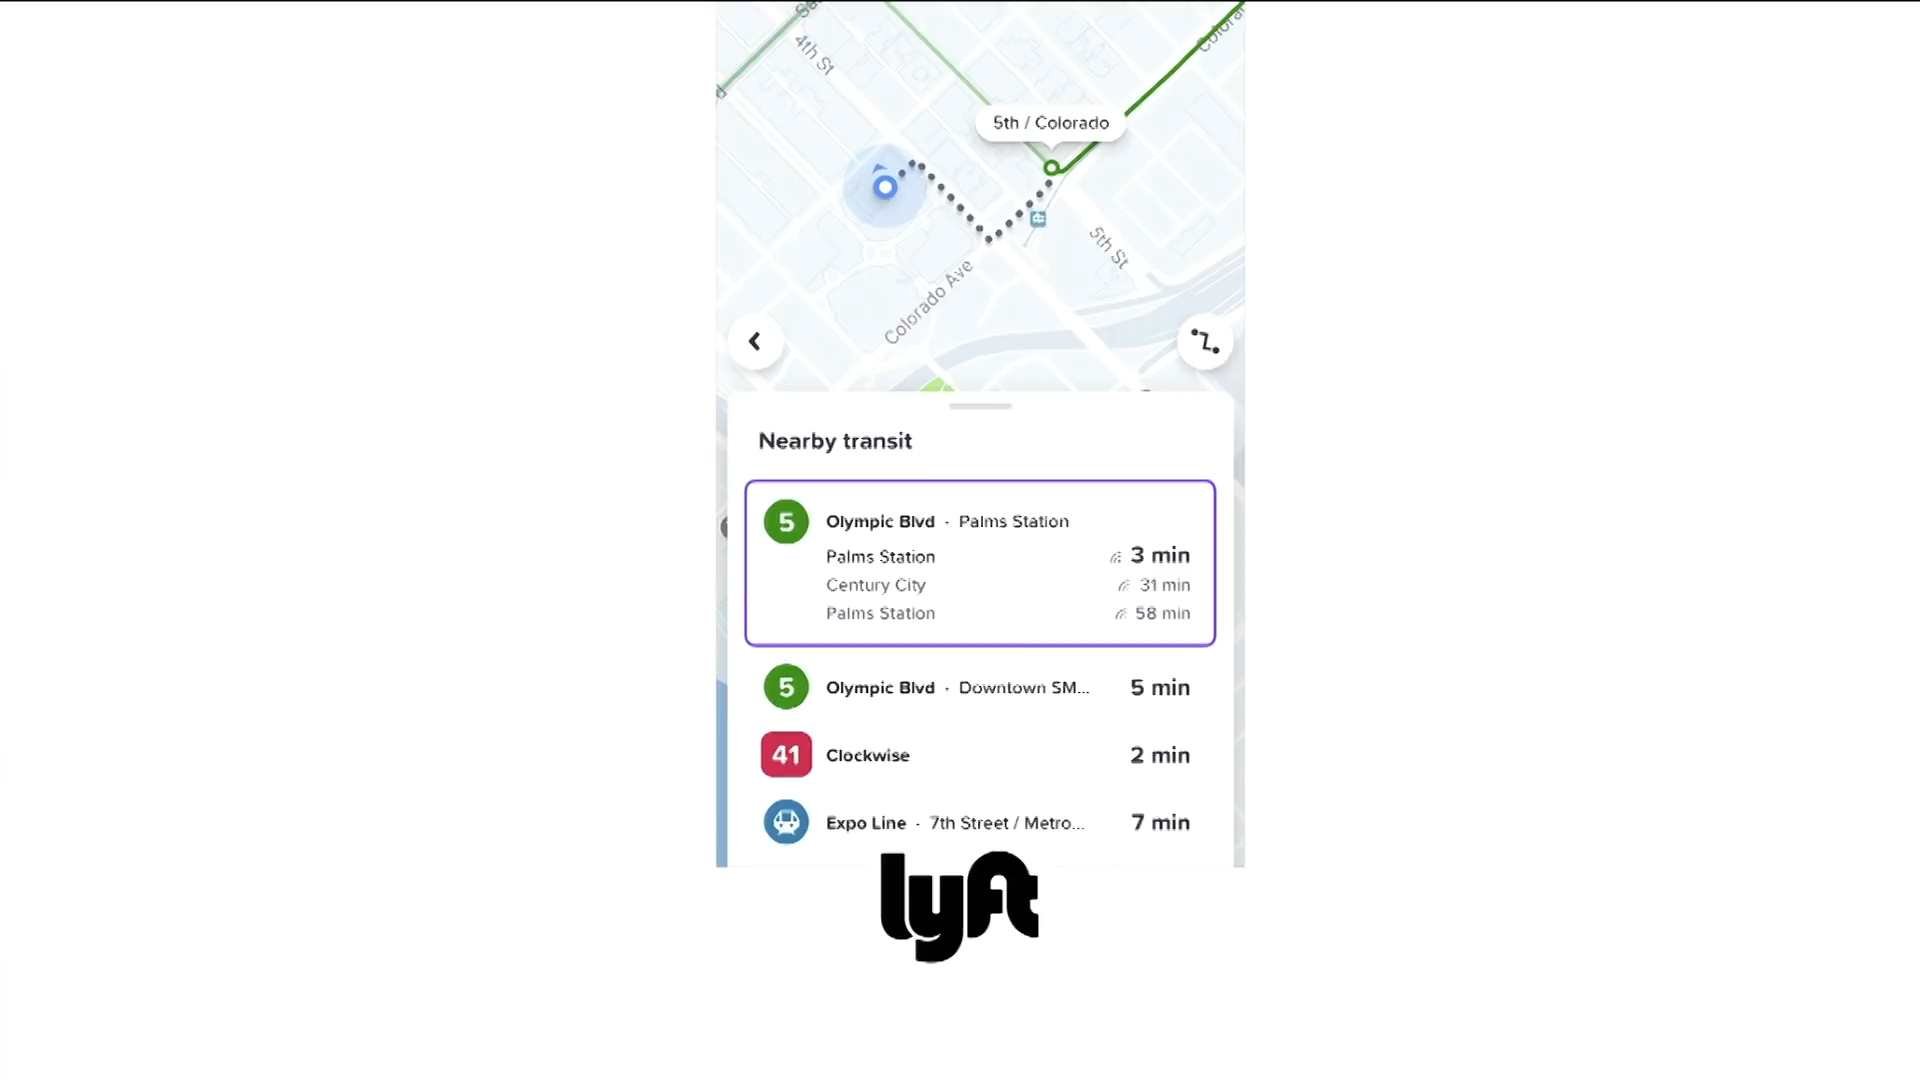 4th St
5th / Colorado
5th St
Colorado Ave
Nearby transit
5 Olympic Blvd · Palms Station
Palms Station 3 min
Century City 31 min
Palms Station 58 min
5 Olympic Blvd · Downtown SM... 5 min
41 Clockwise 2 min
Expo Line · 7th Street / Metro... 7 min
lyft